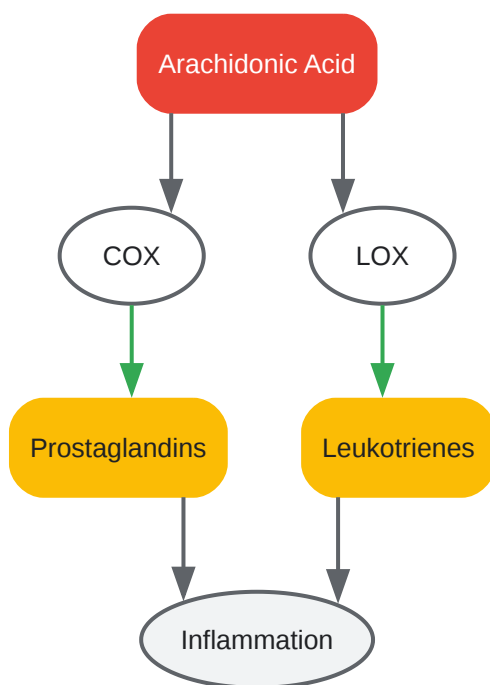 Arachidonic Acid
COX
LOX
Prostaglandins
Leukotrienes
Inflammation